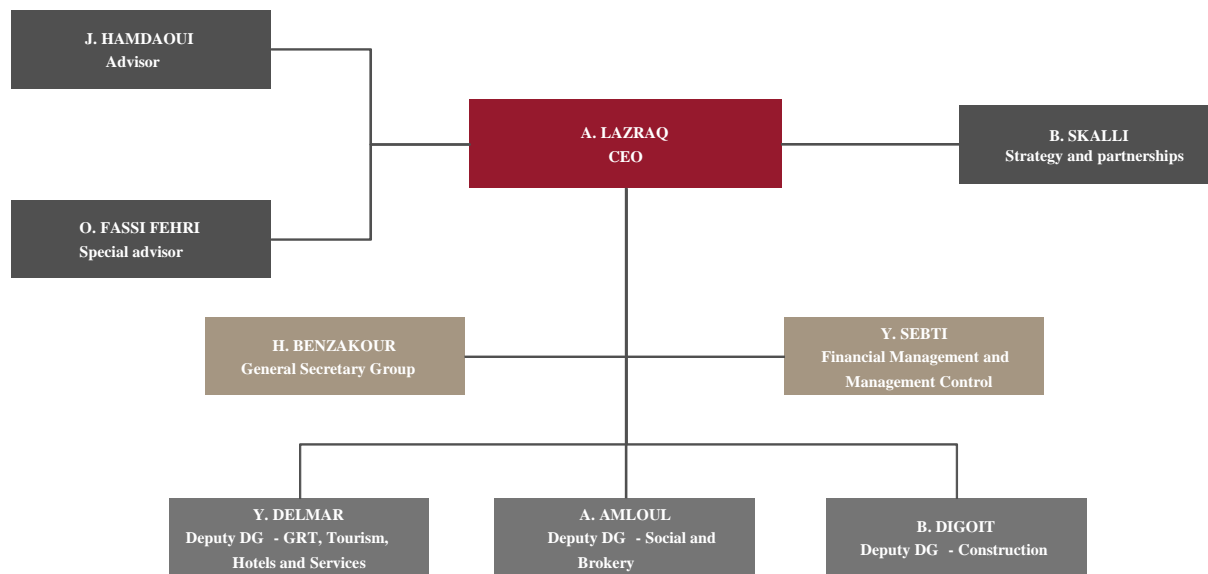 J. HAMDAOUI
Advisor
A. LAZRAQ
CEO
B. SKALLI
Strategy and partnerships
O. FASSI FEHRI
Special advisor
H. BENZAKOUR
General Secretary Group
Y. SEBTI
Financial Management and
Management Control
Y. DELMAR
Deputy DG - GRT, Tourism,
Hotels and Services
A. AMLOUL
Deputy DG - Social and
Brokery
B. DIGOIT
Deputy DG - Construction